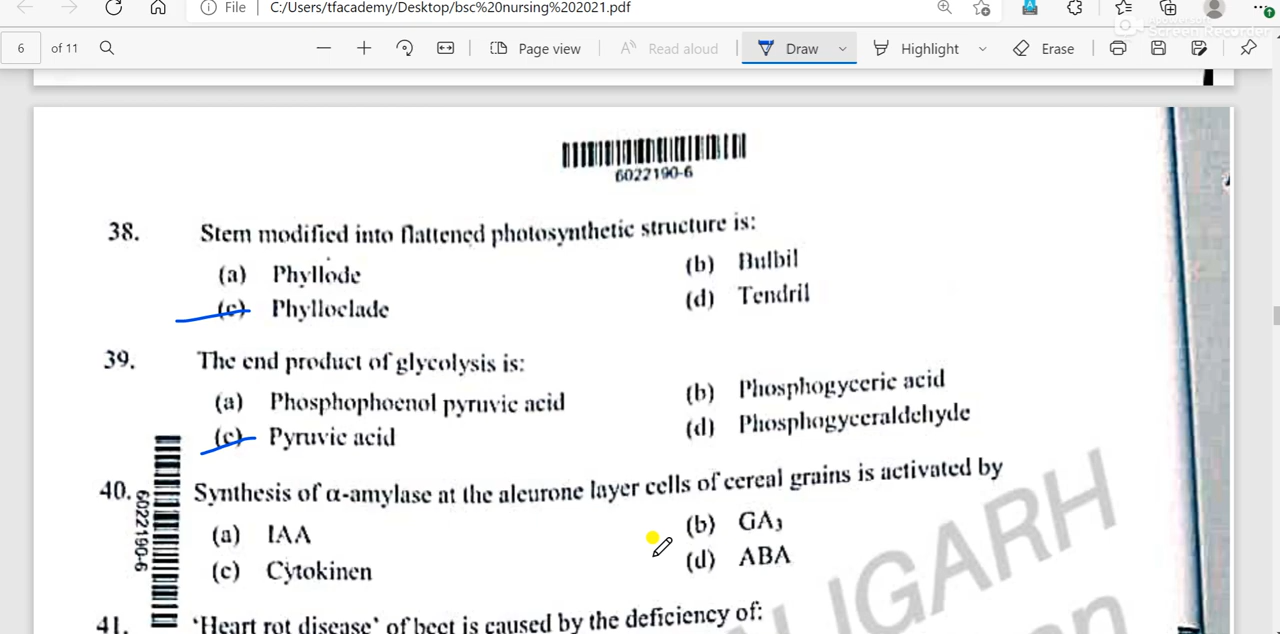 File C:/Users/tfacademy/Desktop/bsc%20nursing%202021.pdf
6 of 11 Page view Read aloud Draw Highlight Erase
Screen Recorder
6022190-6
38. Stem modified into flattened photosynthetic structure is:
(a) Phyllode (b) Bulbil
(c) Phylloclade (d) Tendril
39. The end product of glycolysis is:
(a) Phosphophoenol pyruvic acid (b) Phosphogyceric acid
(c) Pyruvic acid (d) Phosphogyceraldehyde
40. Synthesis of α-amylase at the aleurone layer cells of cereal grains is activated by
(a) IAA (b) GA₃
(c) Cytokinen (d) ABA
6022190-6
LIGARH
41. ‘Heart rot disease’ of beet is caused by the deficiency of: